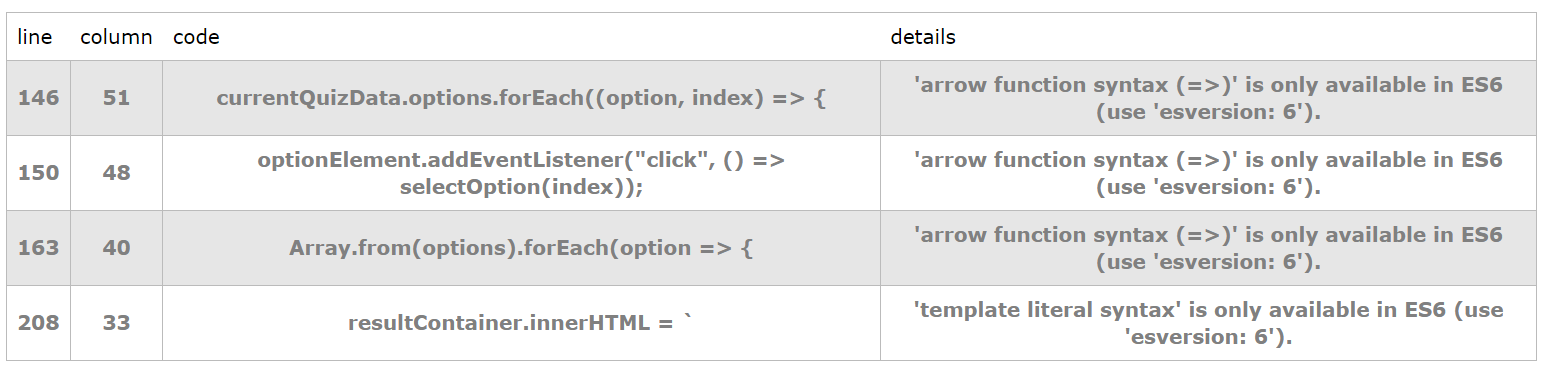 line column code details
146 51 currentQuizData.options.forEach((option, index) => { 'arrow function syntax (=>)' is only available in ES6
(use 'esversion: 6').
150 48 optionElement.addEventListener("click", () => 'arrow function syntax (=>)' is only available in ES6
selectOption(index)); (use 'esversion: 6').
163 40 Array.from(options).forEach(option => { 'arrow function syntax (=>)' is only available in ES6
(use 'esversion: 6').
208 33 resultContainer.innerHTML = ` 'template literal syntax' is only available in ES6 (use
'esversion: 6').